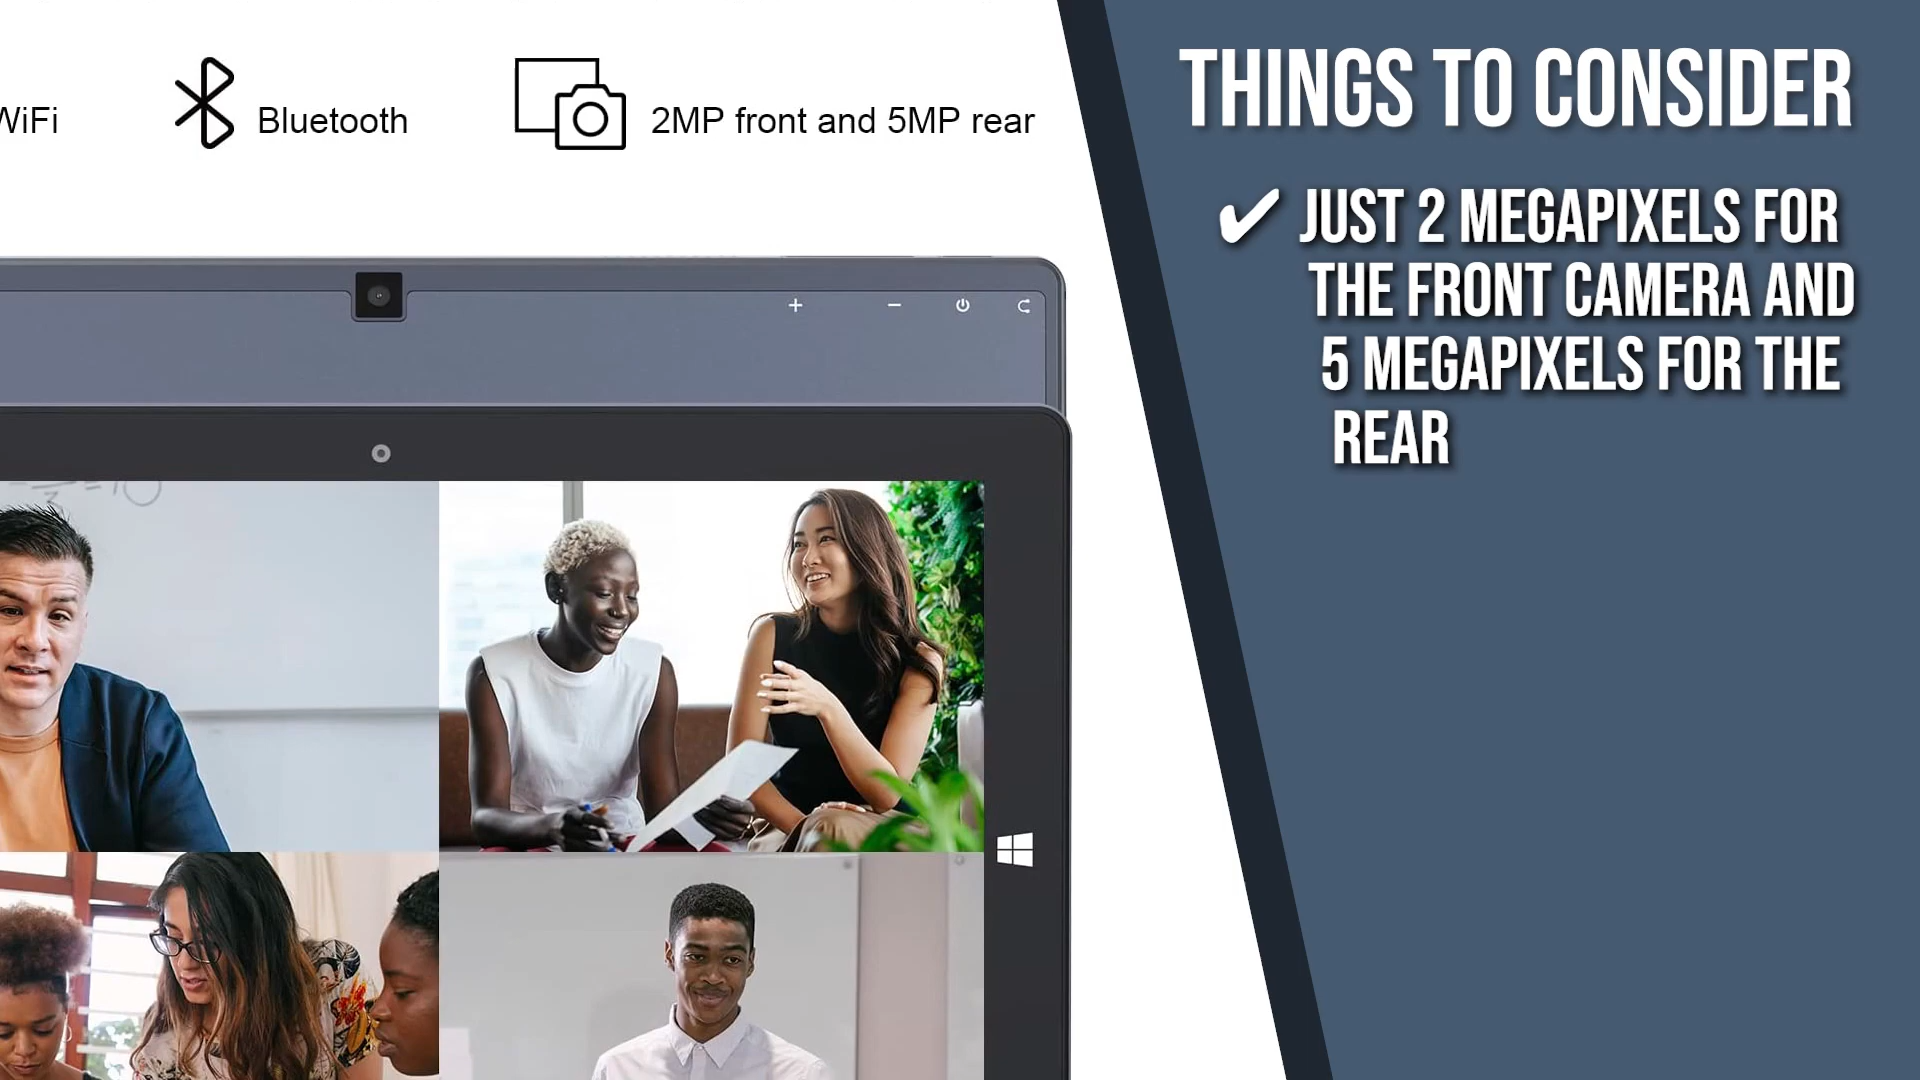 WiFi
Bluetooth
2MP front and 5MP rear
THINGS TO CONSIDER
✔ JUST 2 MEGAPIXELS FOR
THE FRONT CAMERA AND
5 MEGAPIXELS FOR THE
REAR